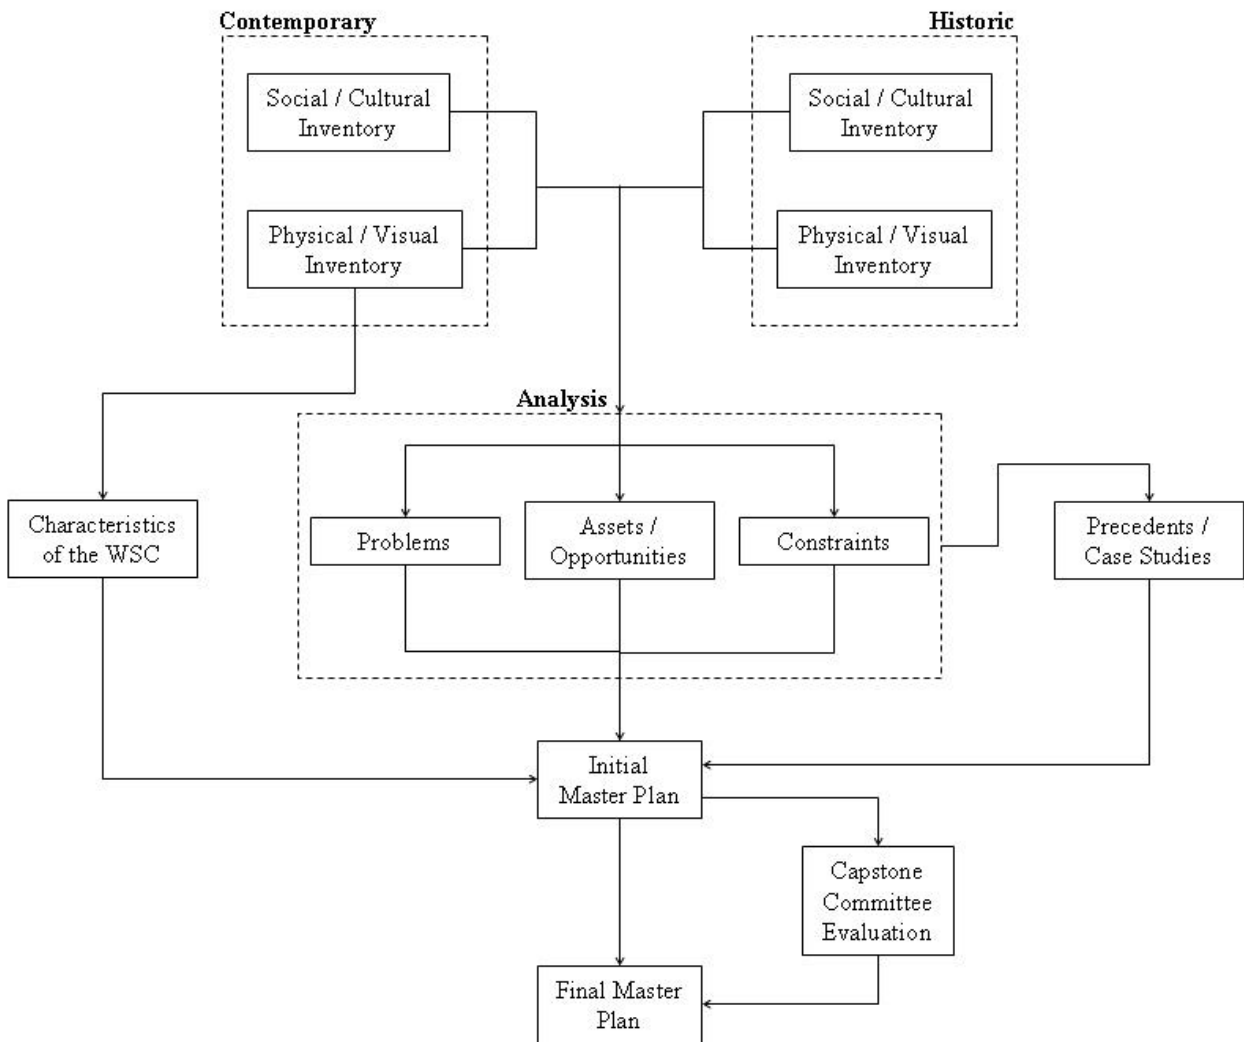 Contemporary
Historic
Social / Cultural
Inventory
Social / Cultural
Inventory
Physical / Visual
Inventory
Physical / Visual
Inventory
Analysis
Characteristics
of the WSC
Problems
Assets /
Opportunities
Constraints
Precedents /
Case Studies
Initial
Master Plan
Capstone
Committee
Evaluation
Final Master
Plan